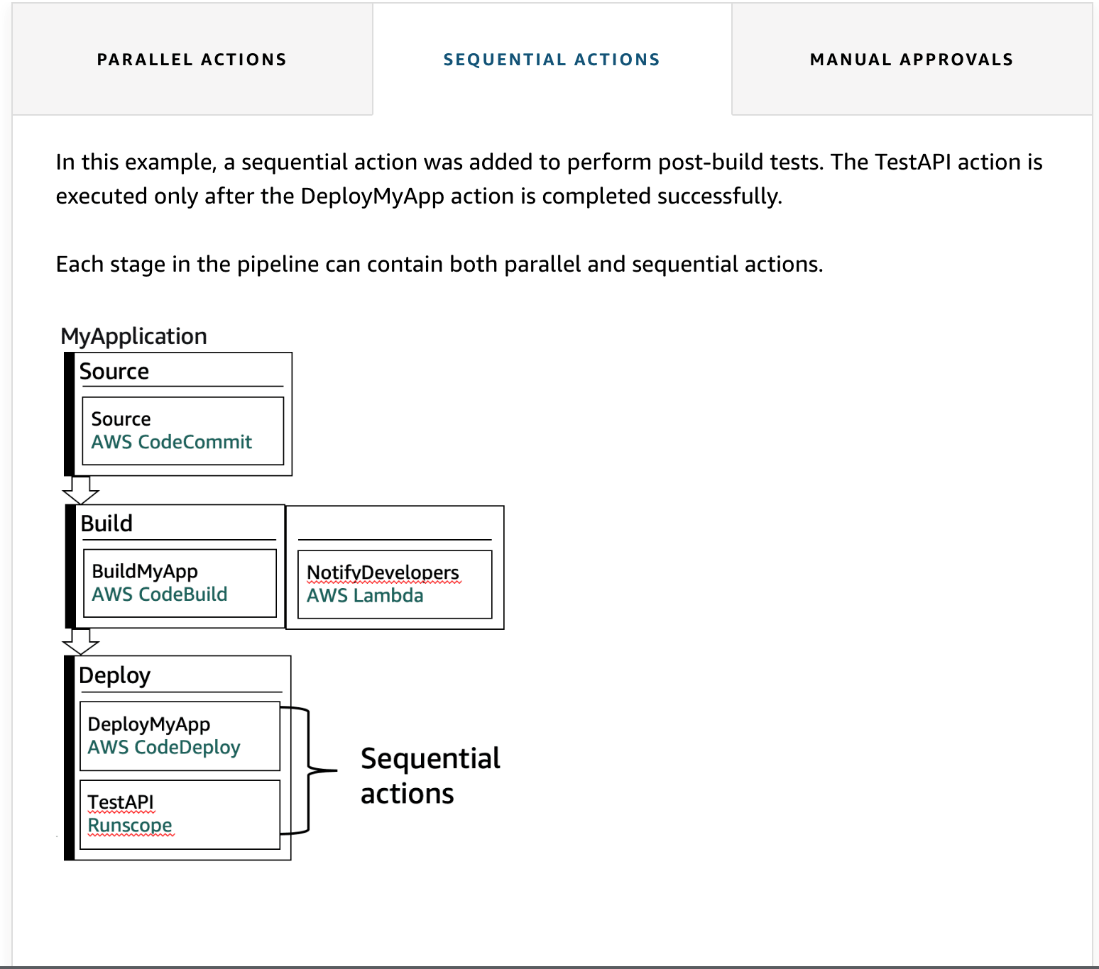 PARALLEL ACTIONS
SEQUENTIAL ACTIONS
MANUAL APPROVALS
In this example, a sequential action was added to perform post-build tests. The TestAPI action is
executed only after the DeployMyApp action is completed successfully.
Each stage in the pipeline can contain both parallel and sequential actions.
MyApplication
Source
Source
AWS CodeCommit
Build
BuildMyApp
AWS CodeBuild
NotifyDevelopers
AWS Lambda
Deploy
DeployMyApp
AWS CodeDeploy
TestAPI
Runscope
Sequential
actions